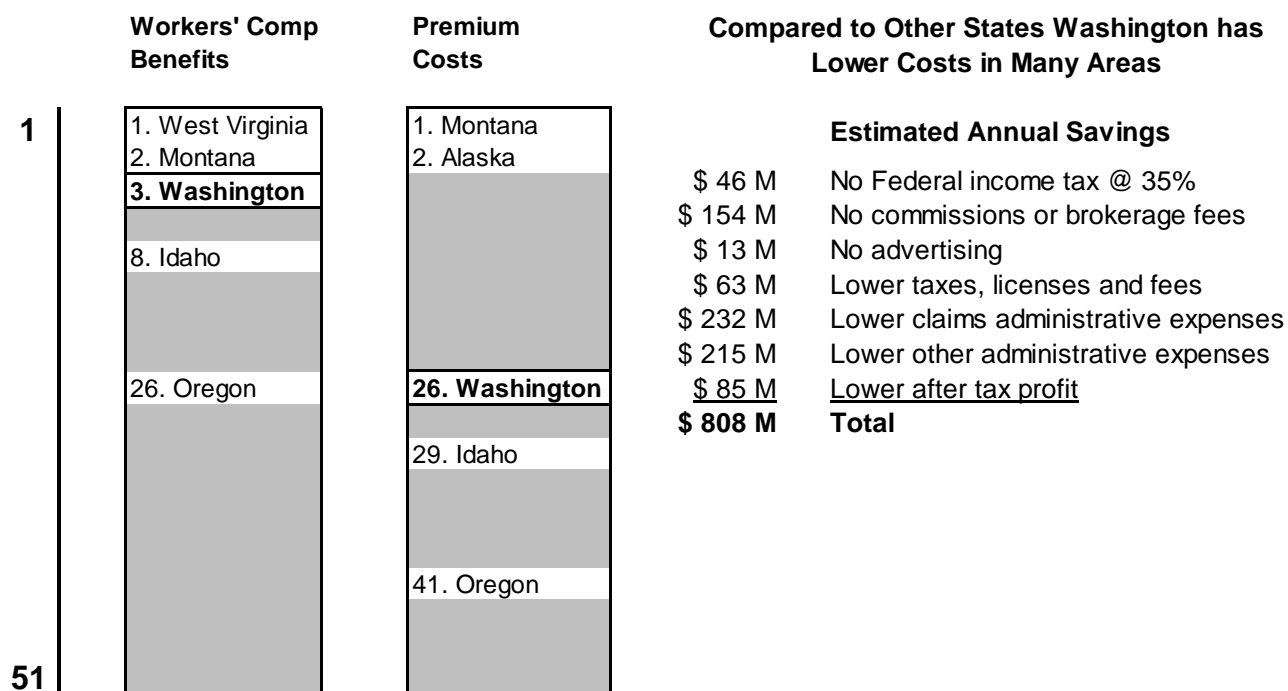 Workers' Comp
Benefits
Premium
Costs
Compared to Other States Washington has
Lower Costs in Many Areas
1
51
1. West Virginia
2. Montana
3. Washington
8. Idaho
26. Oregon
1. Montana
2. Alaska
26. Washington
29. Idaho
41. Oregon
Estimated Annual Savings
$ 46 M No Federal income tax @ 35%
$ 154 M No commissions or brokerage fees
$ 13 M No advertising
$ 63 M Lower taxes, licenses and fees
$ 232 M Lower claims administrative expenses
$ 215 M Lower other administrative expenses
$ 85 M Lower after tax profit
$ 808 M Total